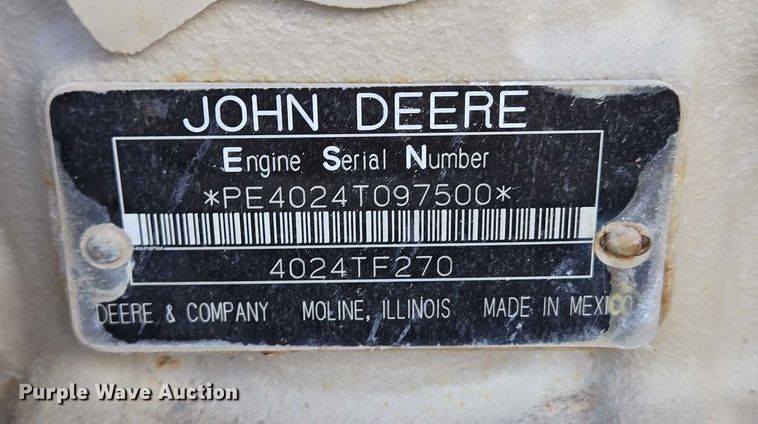 JOHN DEERE
Engine Serial Number
*PE4024T097500*
4024TF270
DEERE & COMPANY MOLINE, ILLINOIS MADE IN MEXICO
Purple Wave Auction